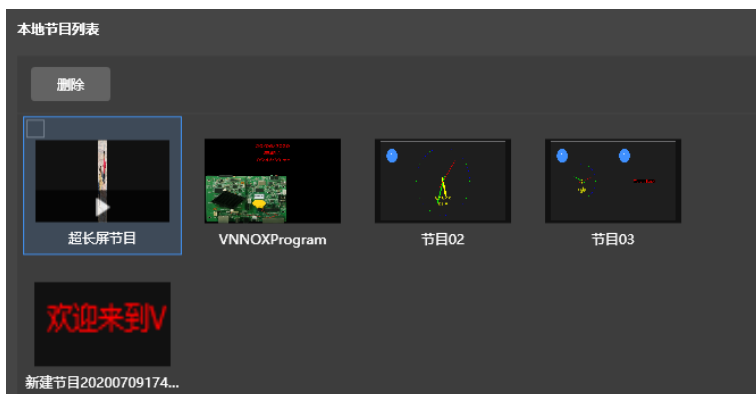 本地节目列表
删除
超长屏节目
VNNOXProgram
节目02
节目03
欢迎来到V
新建节目20200709174...